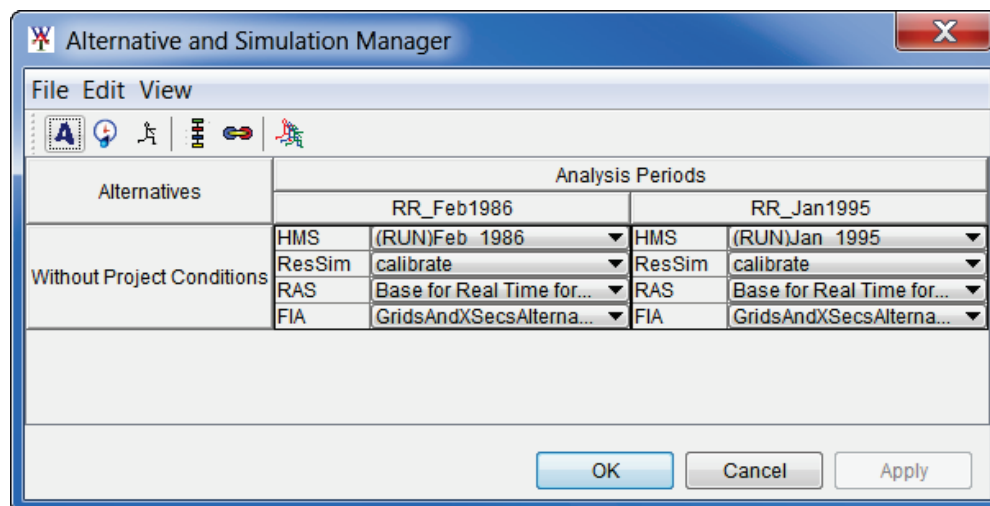 Alternative and Simulation Manager
File Edit View
Alternatives
Analysis Periods
RR_Feb1986 RR_Jan1995
Without Project Conditions
HMS (RUN)Feb 1986 HMS (RUN)Jan 1995
ResSim calibrate ResSim calibrate
RAS Base for Real Time for... RAS Base for Real Time for...
FIA GridsAndXSecsAlterna... FIA GridsAndXSecsAlterna...
OK Cancel Apply